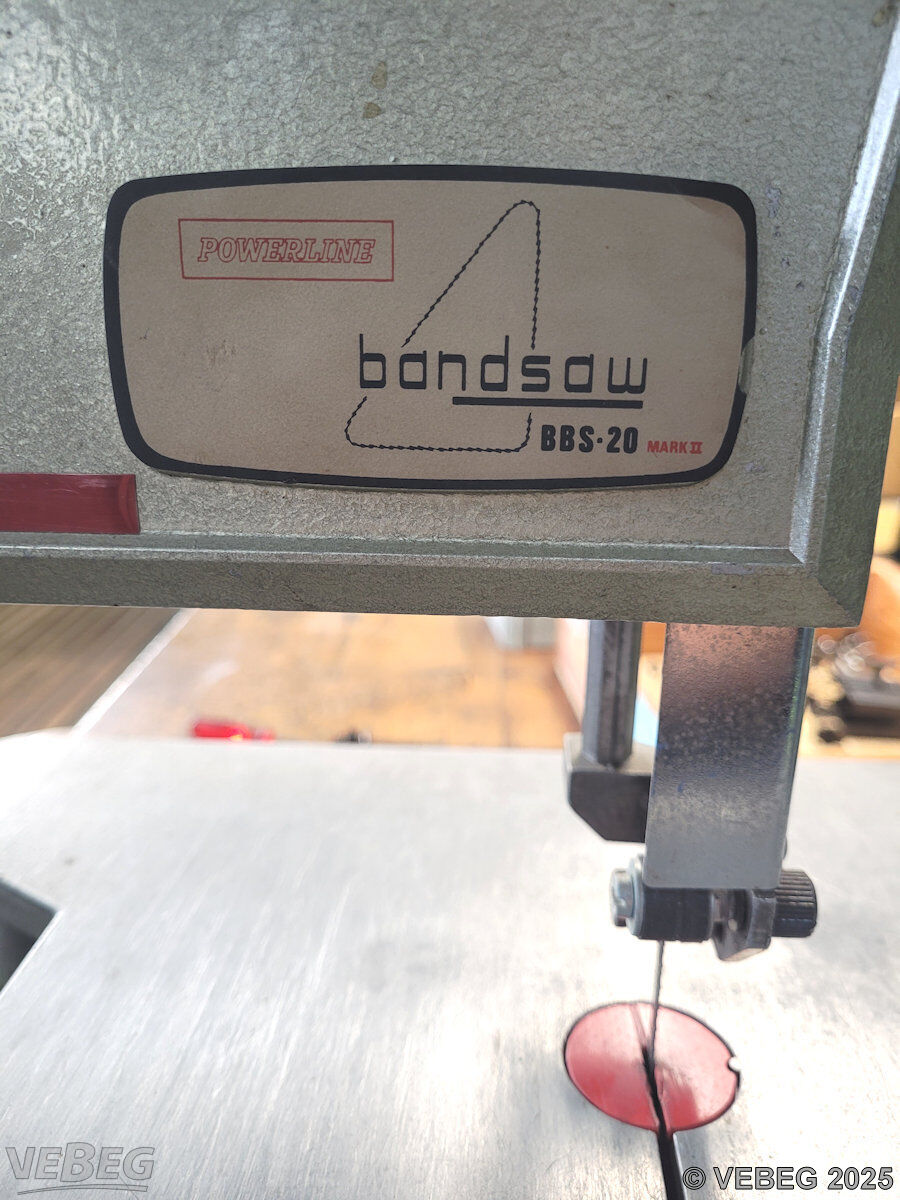 POWERLINE
bandsaw
BBS·20 MARK II
VEBEG
© VEBEG 2025